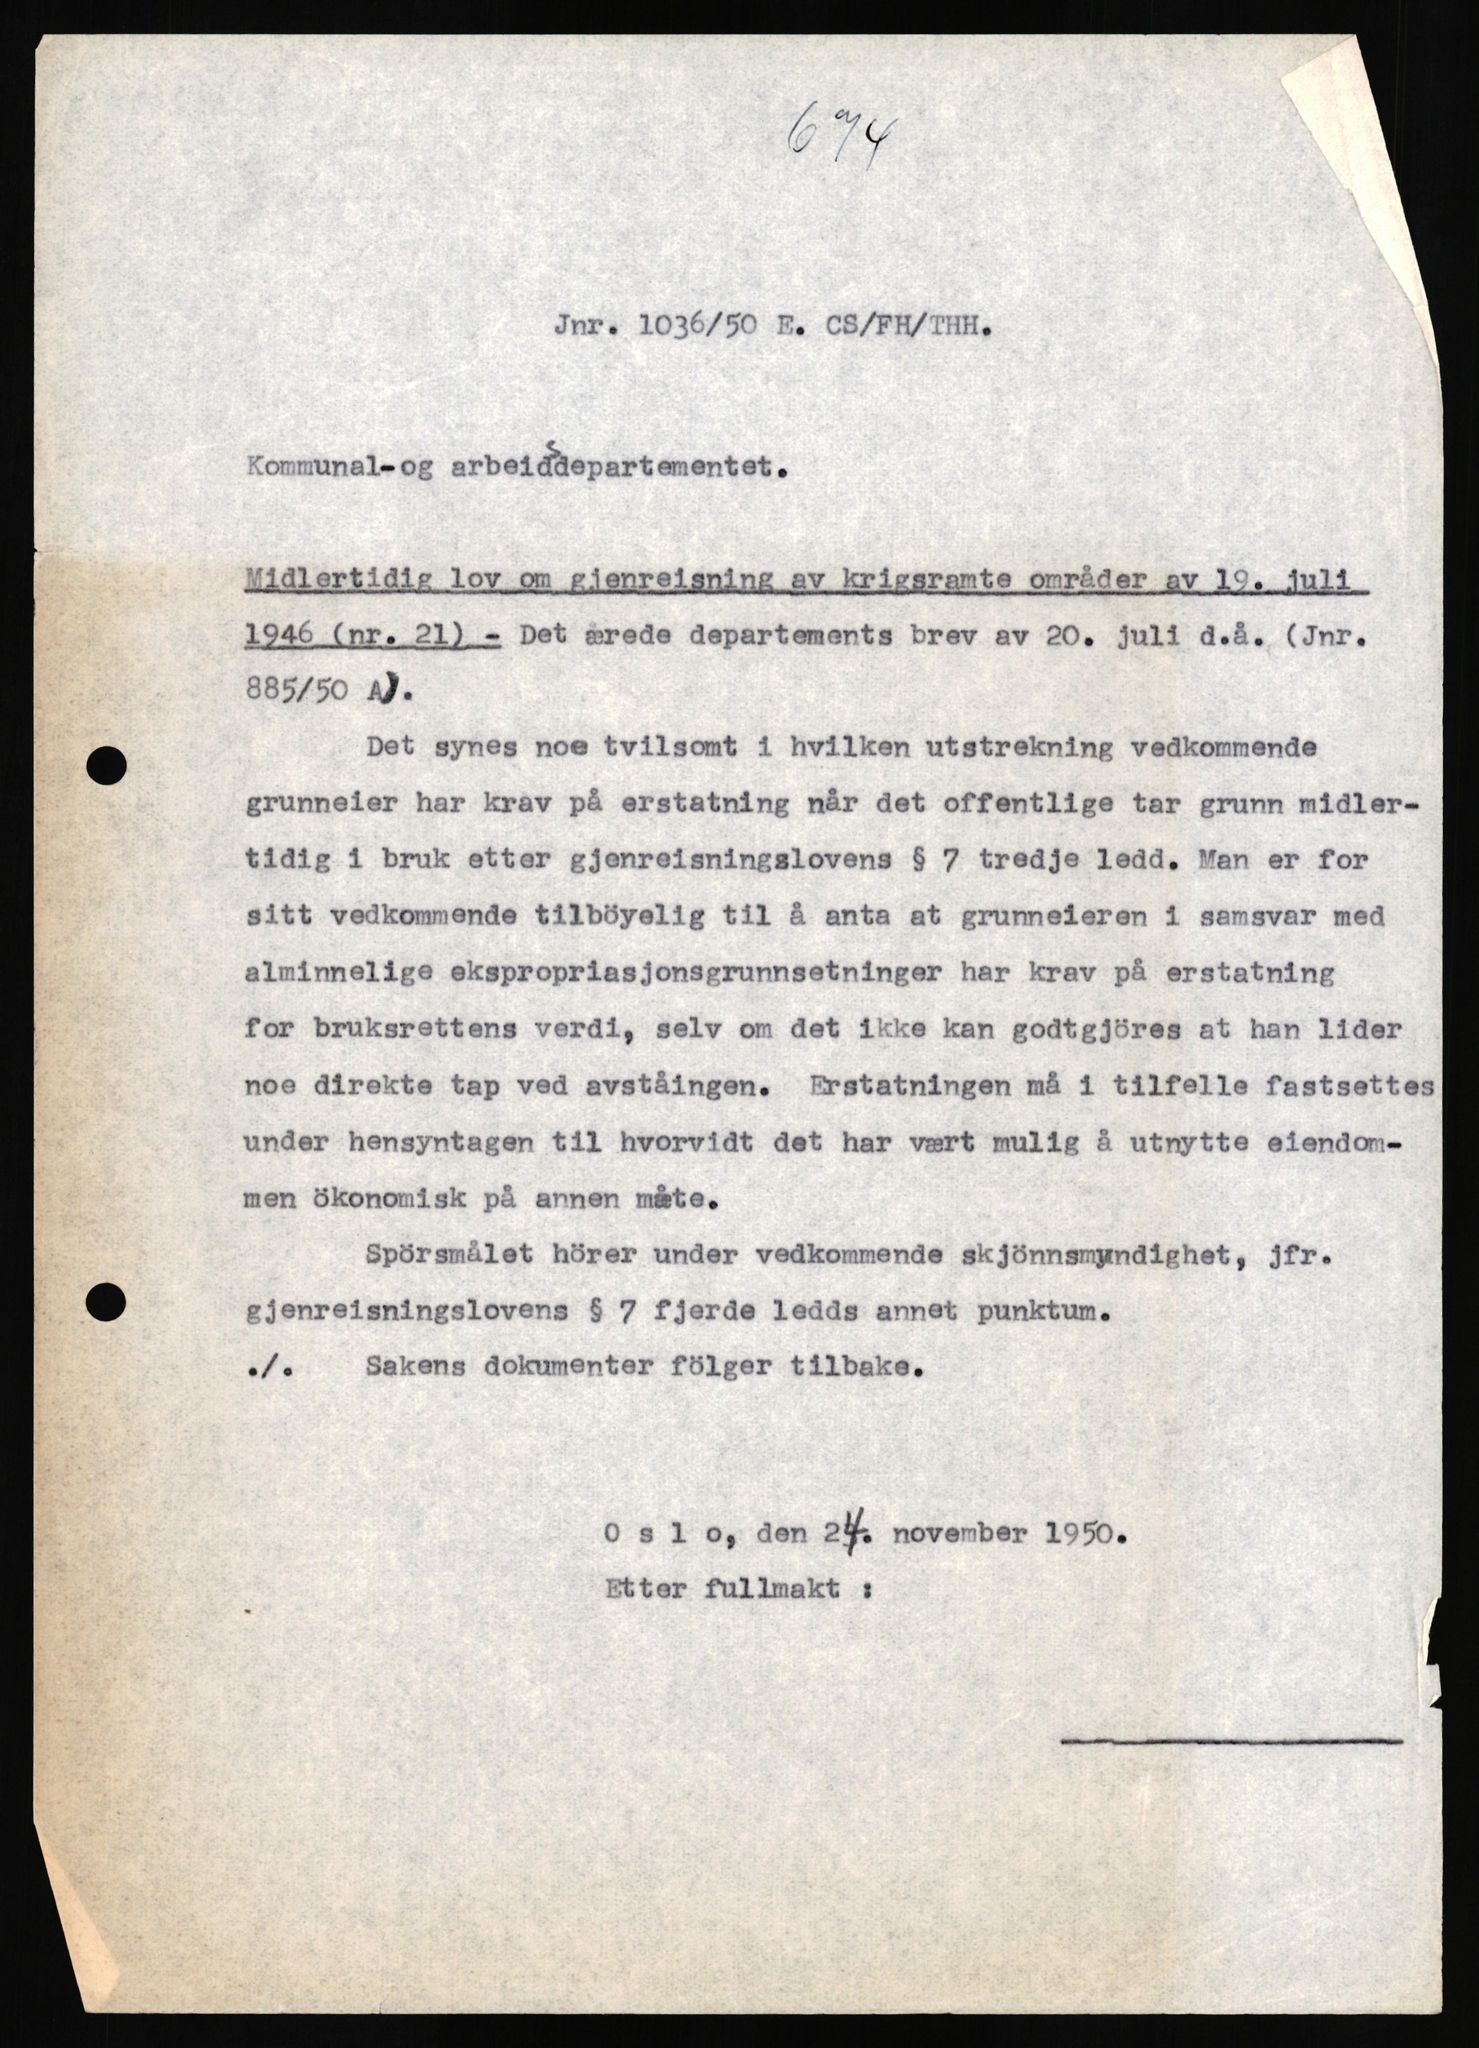 674
Jnr. 1036/50 E. CS/FH/THH.
Kommunal-og arbeidsdepartementet.
Midlertidig lov om gjenreisning av krigsramte områder av 19. juli
1946 (nr. 21) - Det ærede departements brev av 20. juli d.å. (Jnr.
885/50 A).
Det synes noe tvilsomt i hvilken utstrekning vedkommende
grunneier har krav på erstatning når det offentlige tar grunn midler-
tidig i bruk etter gjenreisningslovens § 7 tredje ledd. Man er for
sitt vedkommende tilböyelig til å anta at grunneieren i samsvar med
alminnelige ekspropriasjonsgrunnsetninger har krav på erstatning
for bruksrettens verdi, selv om det ikke kan godtgjöres at han lider
noe direkte tap ved avståingen. Erstatningen må i tilfelle fastsettes
under hensyntagen til hvorvidt det har vært mulig å utnytte eiendom-
men ökonomisk på annen måte.
Spörsmålet hörer under vedkommende skjönnsmyndighet, jfr.
gjenreisningslovens § 7 fjerde ledds annet punktum.
./. Sakens dokumenter fölger tilbake.
O s l o, den 24. november 1950.
Etter fullmakt :